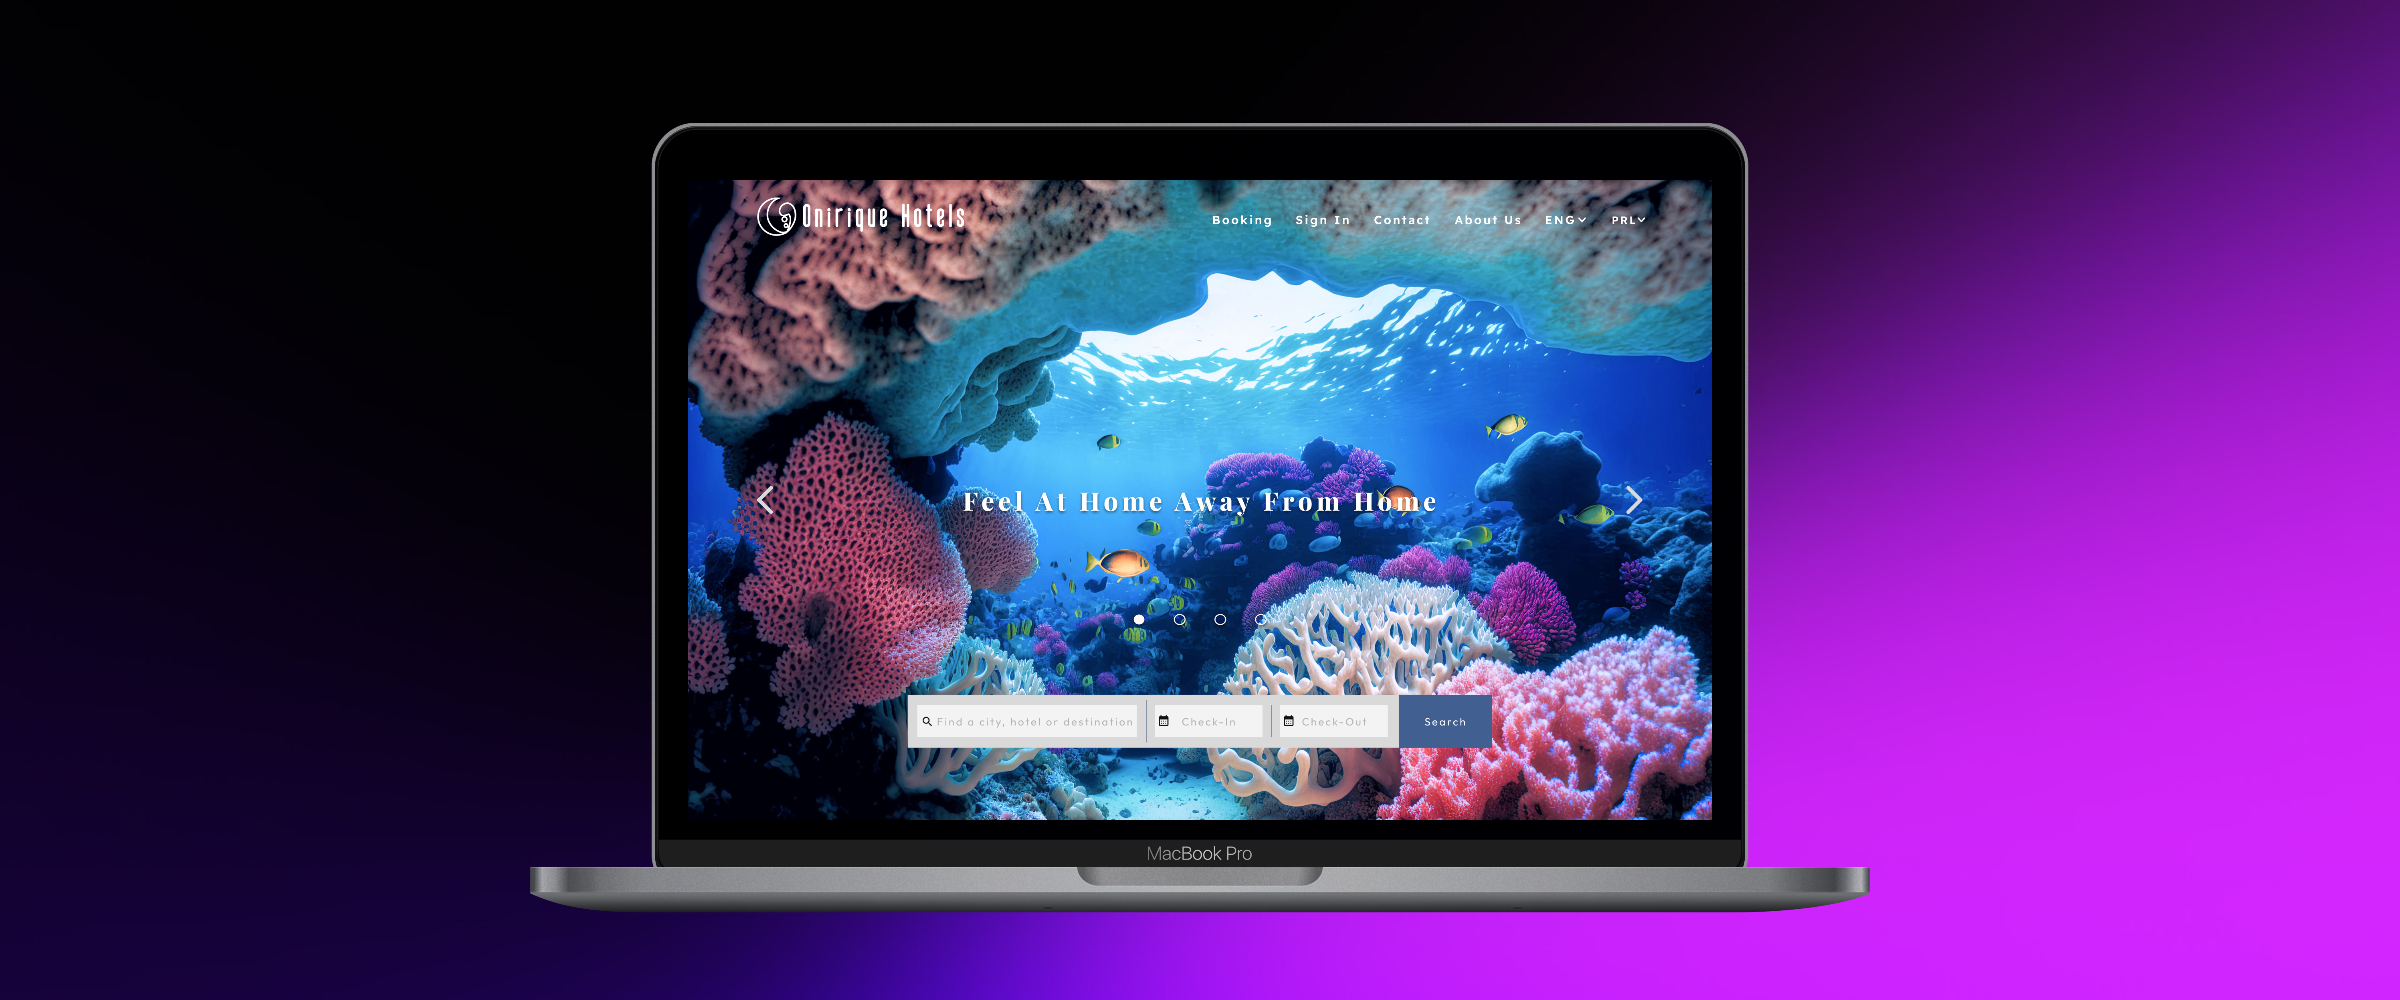 Onirique Hotels
Booking Sign In Contact About Us ENG PRL
Feel At Home Away From Home
Find a city, hotel or destination Check-In Check-Out Search
MacBook Pro